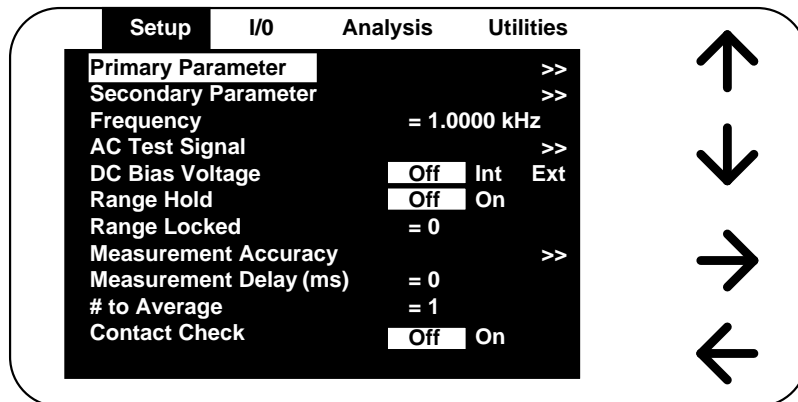 Setup I/0 Analysis Utilities
Primary Parameter >>
Secondary Parameter >>
Frequency = 1.0000 kHz
AC Test Signal >>
DC Bias Voltage Off Int Ext
Range Hold Off On
Range Locked = 0
Measurement Accuracy >>
Measurement Delay (ms) = 0
# to Average = 1
Contact Check Off On